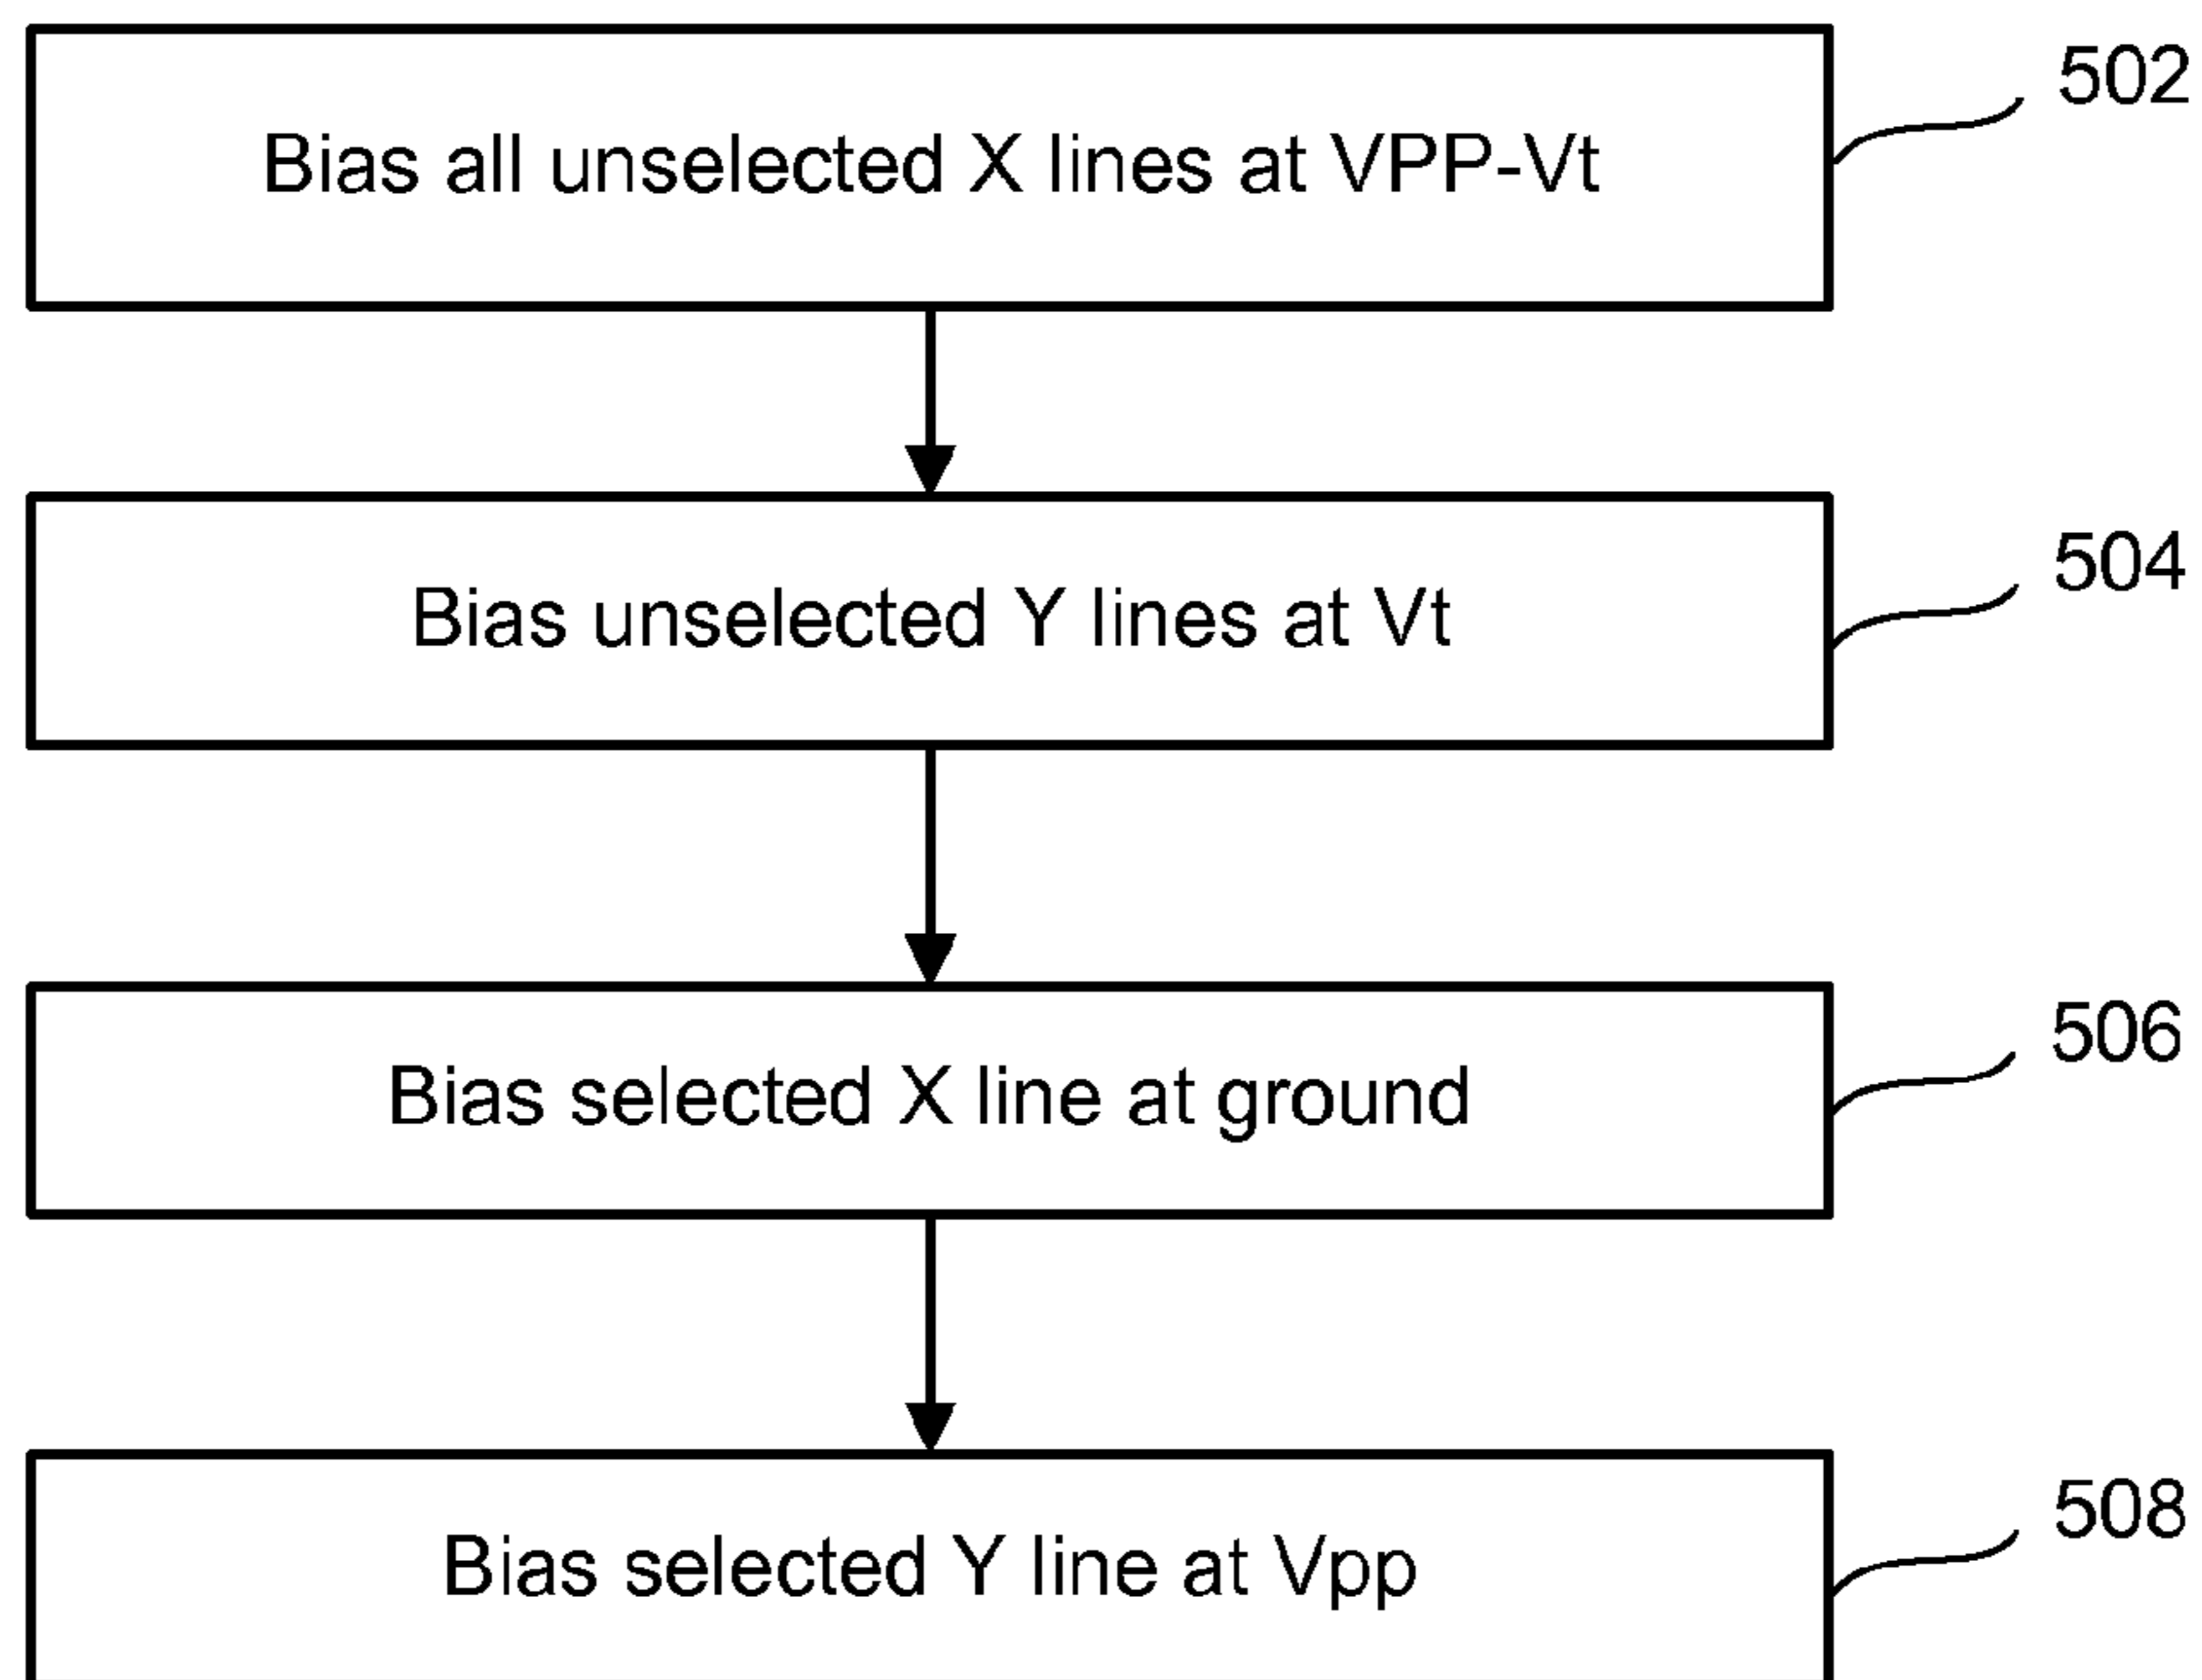 502
Bias all unselected X lines at VPP-Vt
504
Bias unselected Y lines at Vt
506
Bias selected X line at ground
508
Bias selected Y line at Vpp